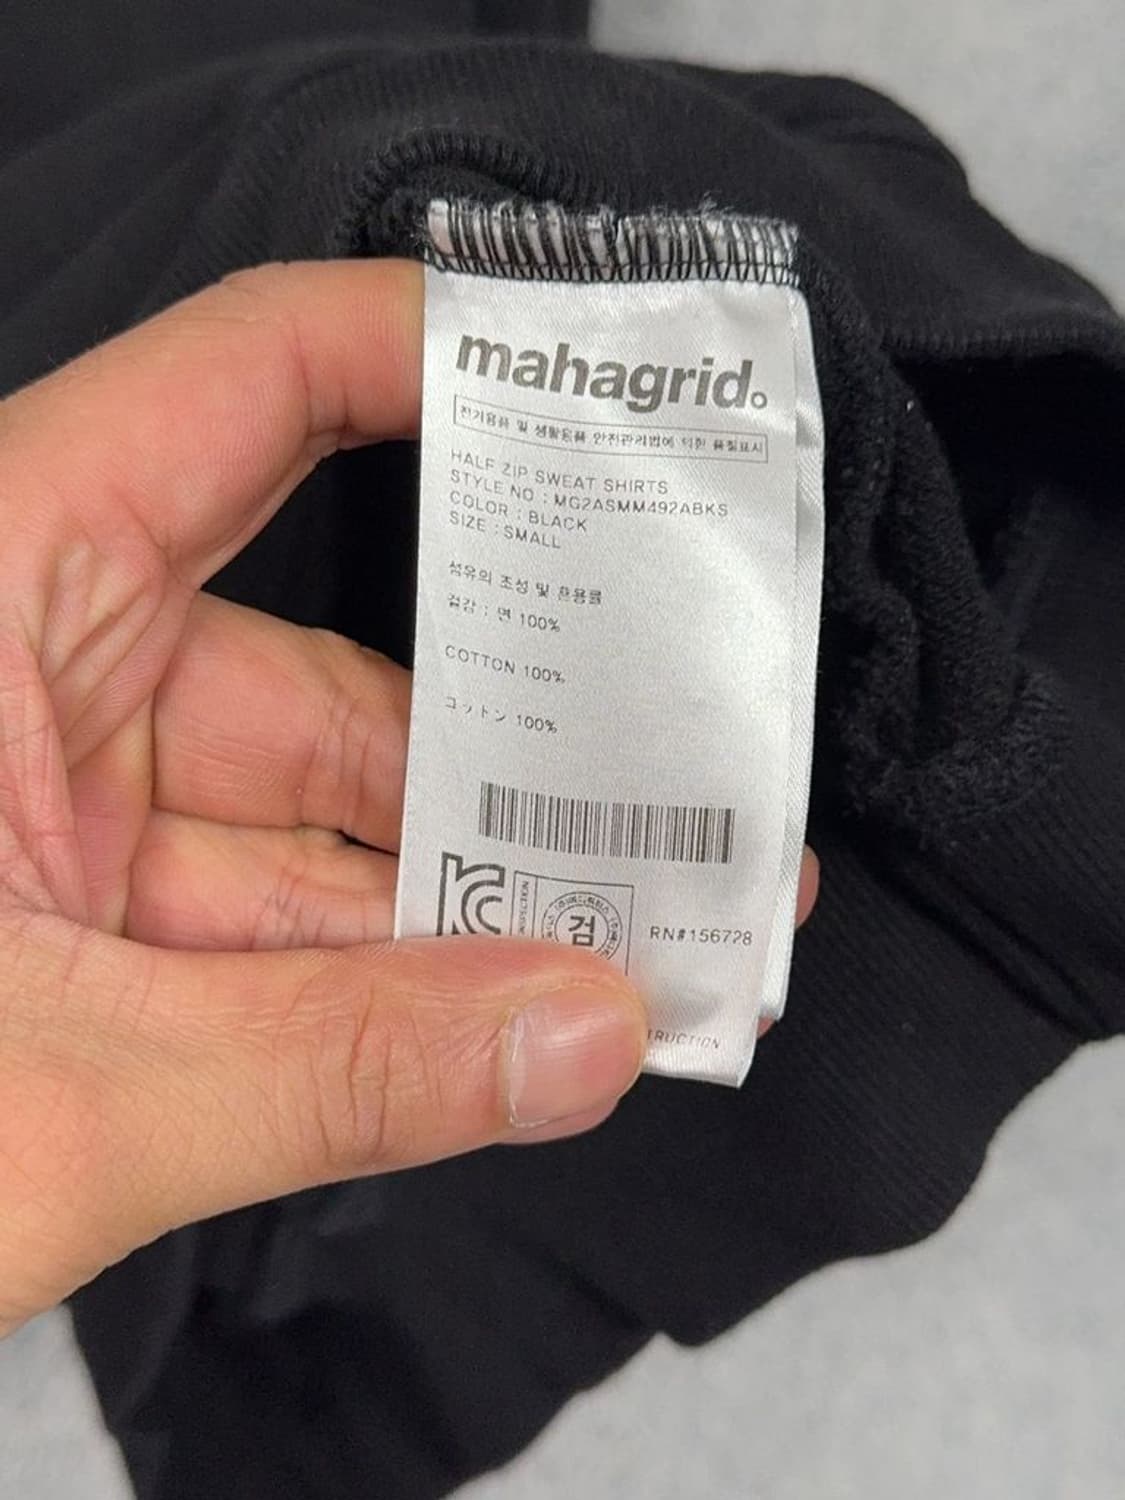 mahagrid.
전기용품 및 생활용품 안전관리법에 의한 품질표시
HALF ZIP SWEAT SHIRTS
STYLE NO : MG2ASMM492ABKS
COLOR : BLACK
SIZE : SMALL
섬유의 조성 및 혼용률
겉감 : 면 100%
COTTON 100%
コットン 100%
INSPECTION
검
RN#156728
TRUCTION